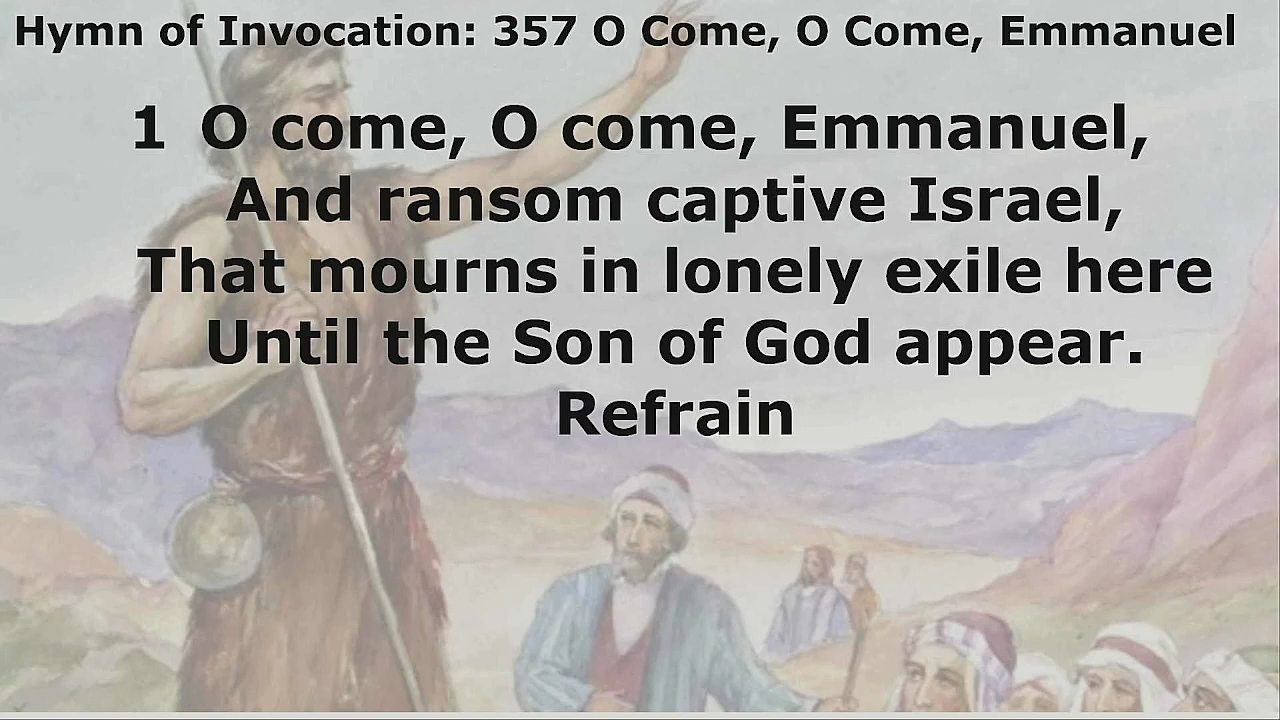 Hymn of Invocation: 357 O Come, O Come, Emmanuel
1 O come, O come, Emmanuel,
And ransom captive Israel,
That mourns in lonely exile here
Until the Son of God appear.
Refrain